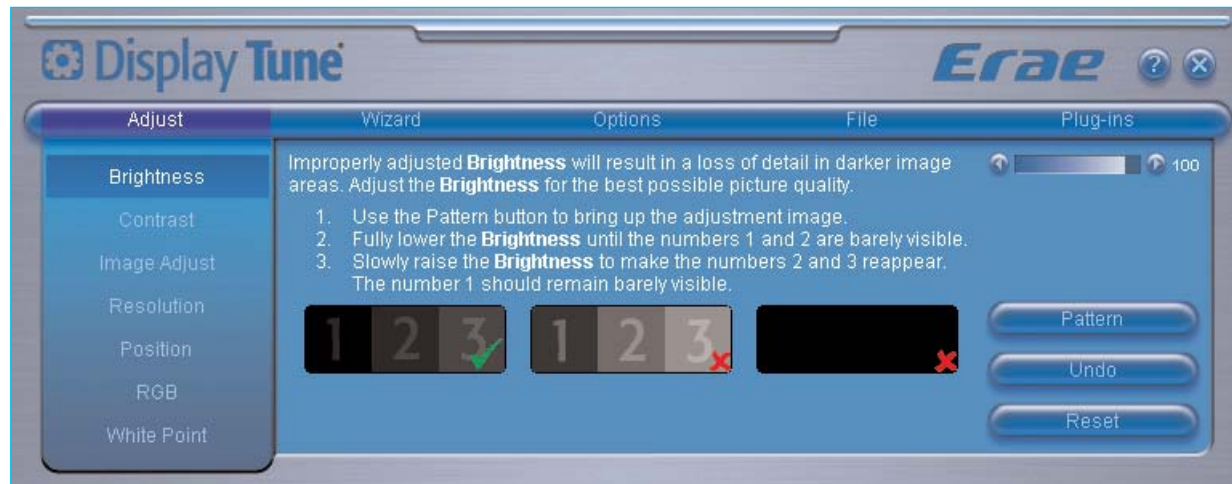 Display Tune
Erae
?
Adjust Wizard Options File Plug-ins
Brightness
Contrast
Image Adjust
Resolution
Position
RGB
White Point
Improperly adjusted Brightness will result in a loss of detail in darker image
areas. Adjust the Brightness for the best possible picture quality.
1. Use the Pattern button to bring up the adjustment image.
2. Fully lower the Brightness until the numbers 1 and 2 are barely visible.
3. Slowly raise the Brightness to make the numbers 2 and 3 reappear.
The number 1 should remain barely visible.
1 2 3
1 2 3
100
Pattern
Undo
Reset